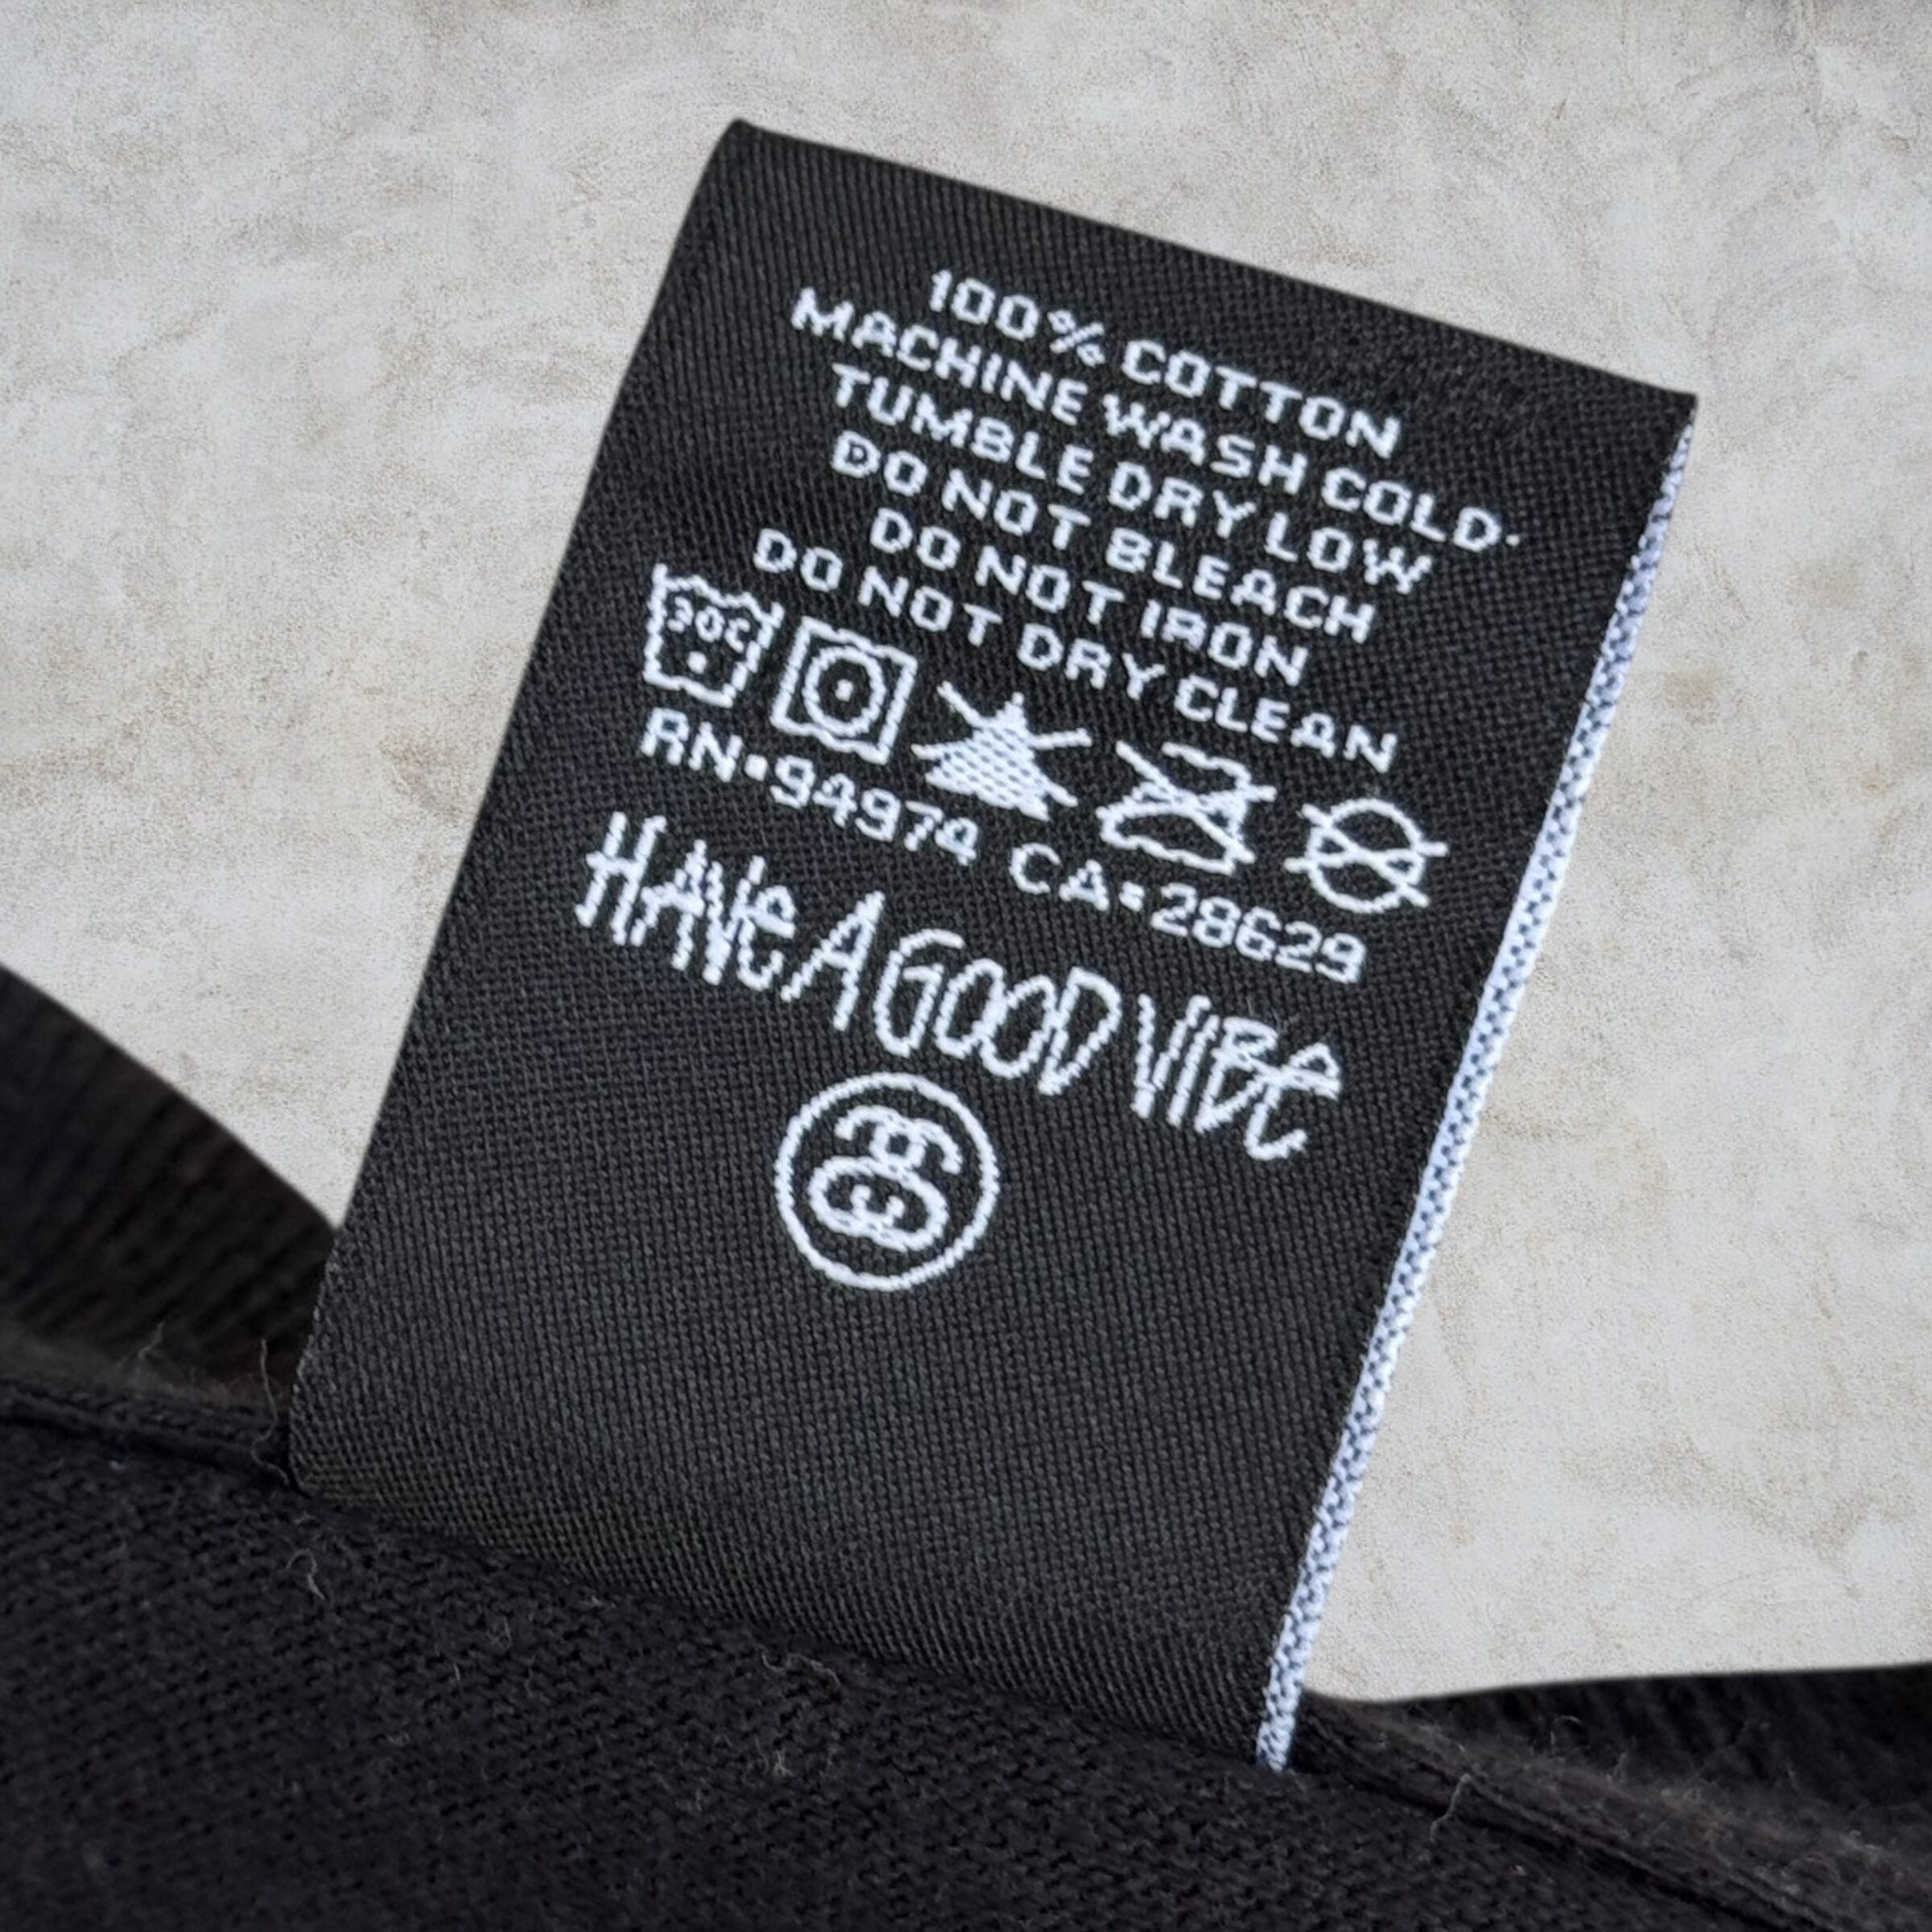 100% COTTON
MACHINE WASH COLD·
TUMBLE DRY LOW
DO NOT BLEACH
DO NOT IRON
DO NOT DRY CLEAN
30C
RN•94974 CA•28629
HAVe A GOOD VIBe